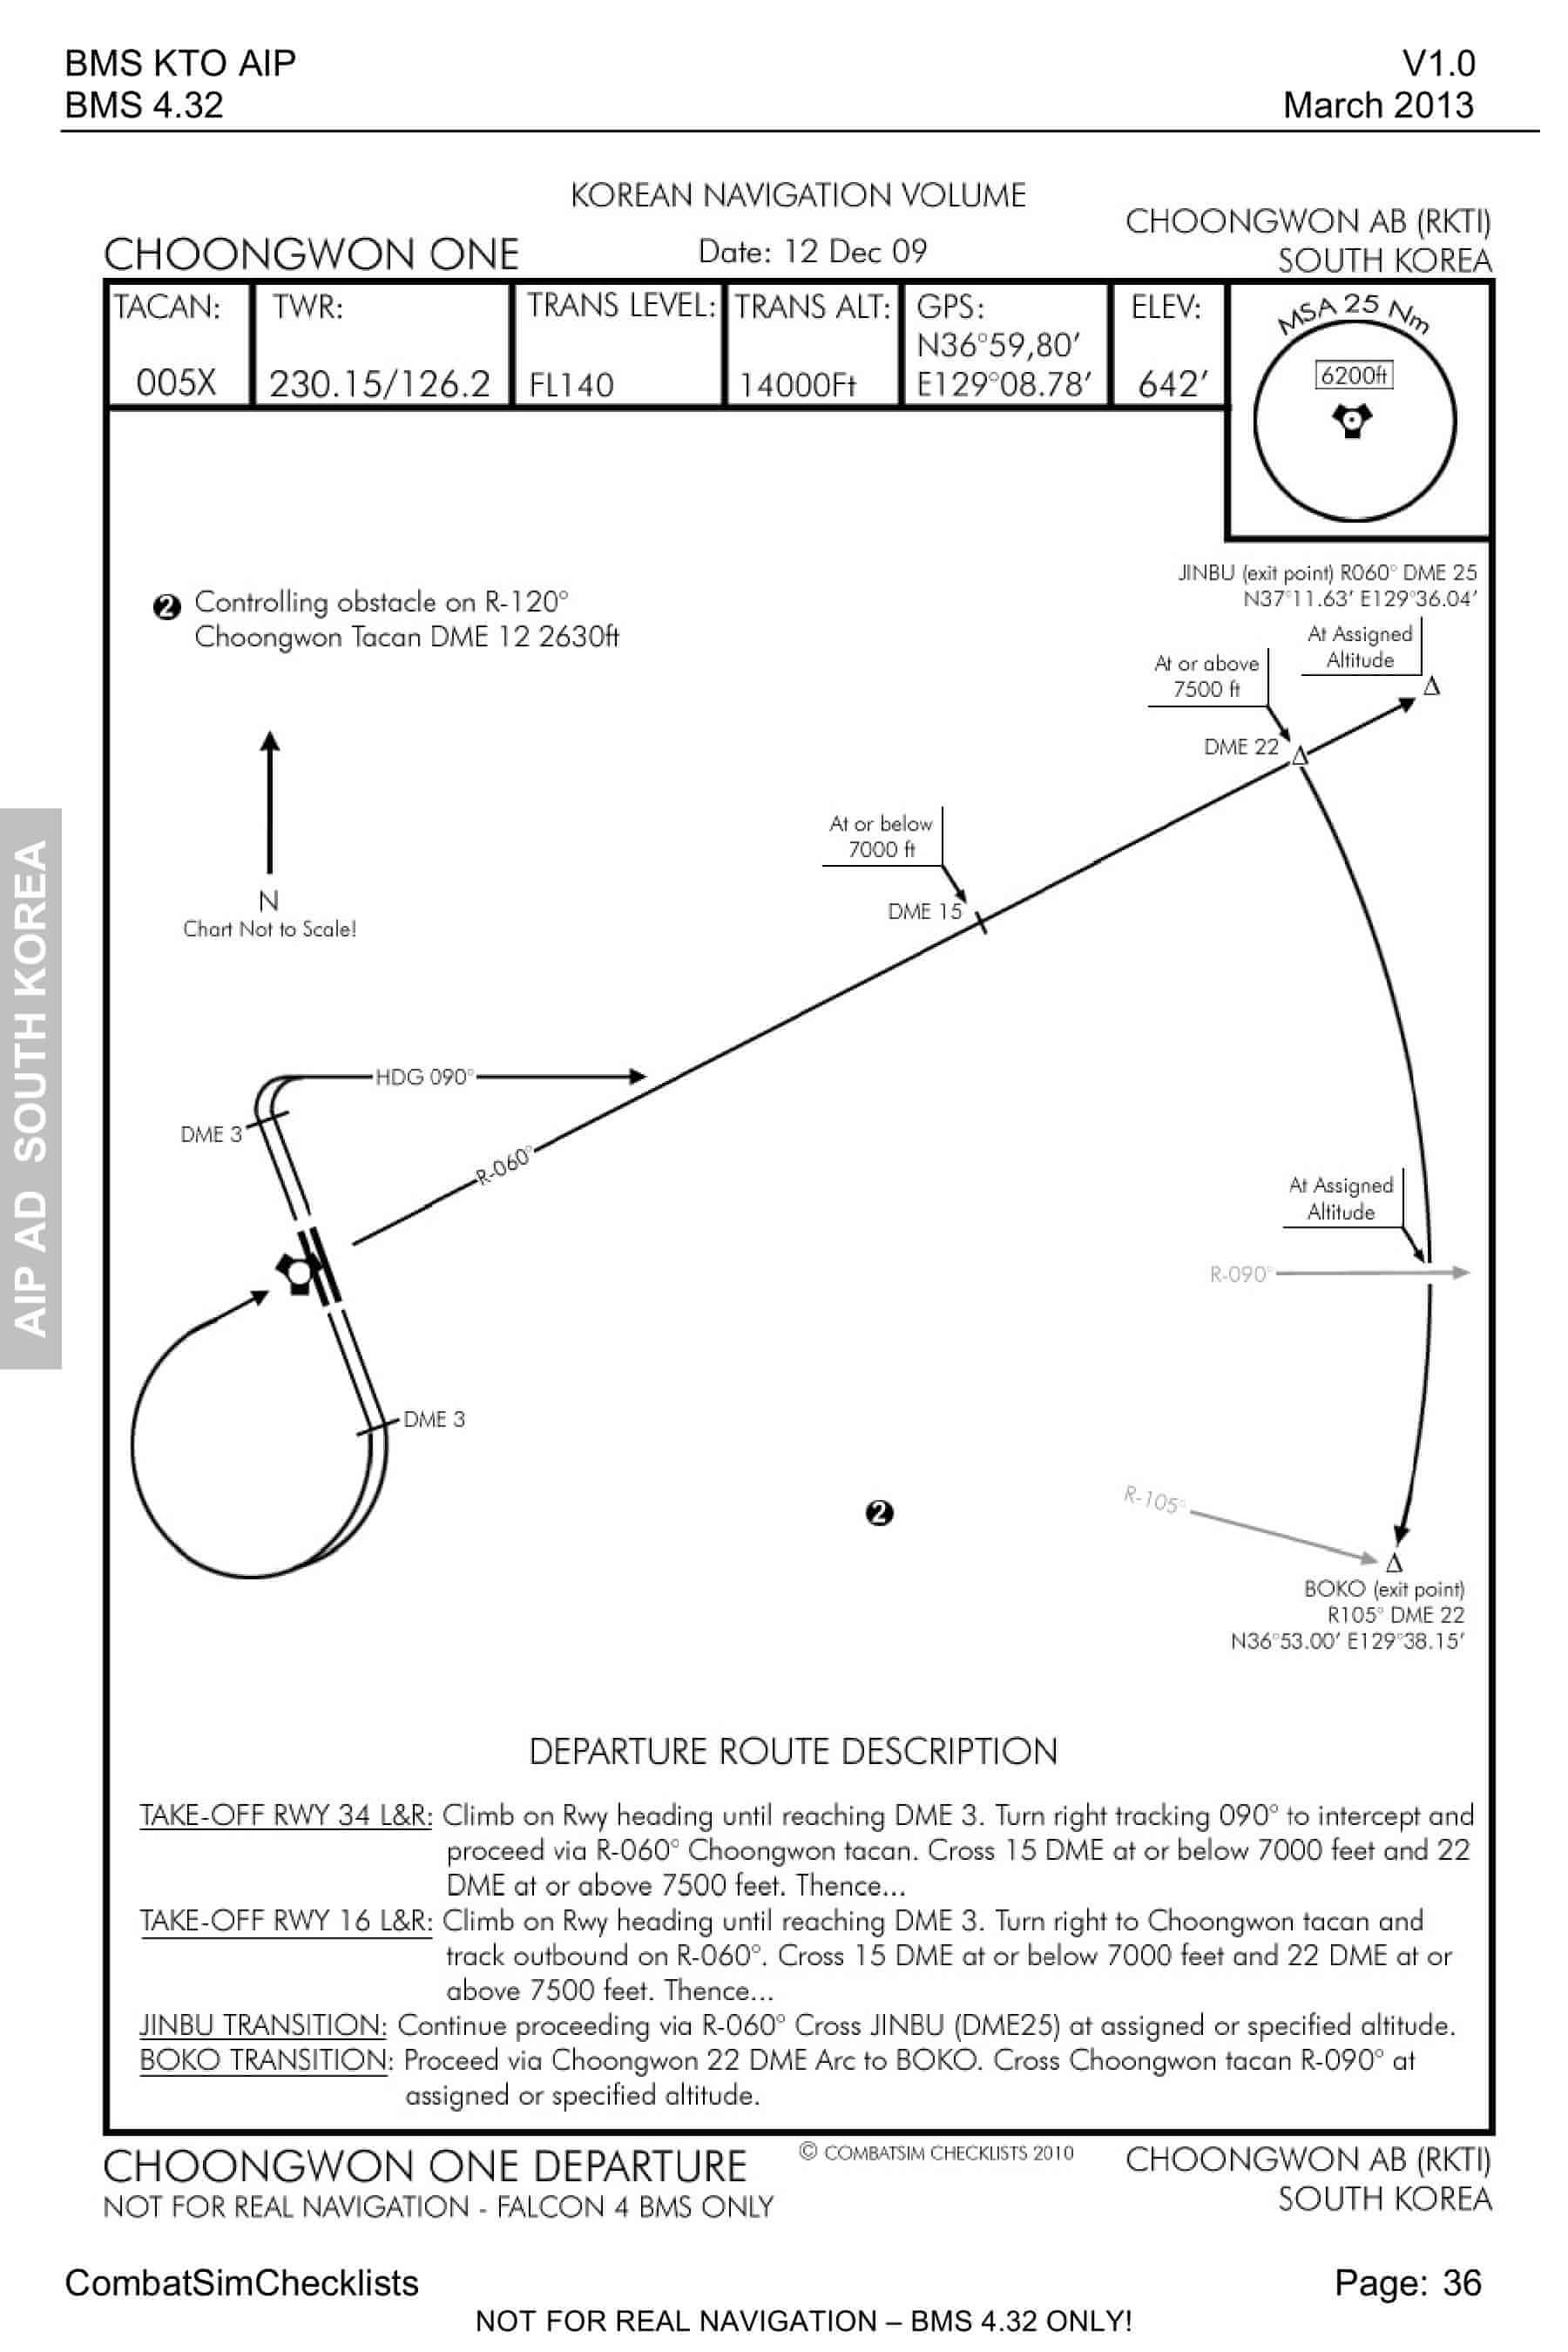 BMS KTO AIP
V1.0
BMS 4.32
March 2013
KOREAN NAVIGATION VOLUME
CHOONGWON ONE
Date: 12 Dec 09
CHOONGWON AB (RKTI)
SOUTH KOREA
TACAN:
005X
TWR:
230.15/126.2
TRANS LEVEL:
FL140
TRANS ALT:
14000Ft
GPS:
N36°59,80′
E129°08.78′
ELEV:
642′
MSA 25 Nm
6200ft
❷ Controlling obstacle on R-120°
Choongwon Tacan DME 12 2630ft
JINBU (exit point) R060° DME 25
N37°11.63′ E129°36.04′
At Assigned
Altitude
At or above
7500 ft
DME 22
At or below
7000 ft
DME 15
N
Chart Not to Scale!
HDG 090°
DME 3
R-060°
At Assigned
Altitude
R-090°
DME 3
❷
R-105°
BOKO (exit point)
R105° DME 22
N36°53.00′ E129°38.15′
AIP AD SOUTH KOREA
DEPARTURE ROUTE DESCRIPTION
TAKE-OFF RWY 34 L&R: Climb on Rwy heading until reaching DME 3. Turn right tracking 090° to intercept and
proceed via R-060° Choongwon tacan. Cross 15 DME at or below 7000 feet and 22
DME at or above 7500 feet. Thence...
TAKE-OFF RWY 16 L&R: Climb on Rwy heading until reaching DME 3. Turn right to Choongwon tacan and
track outbound on R-060°. Cross 15 DME at or below 7000 feet and 22 DME at or
above 7500 feet. Thence...
JINBU TRANSITION: Continue proceeding via R-060° Cross JINBU (DME25) at assigned or specified altitude.
BOKO TRANSITION: Proceed via Choongwon 22 DME Arc to BOKO. Cross Choongwon tacan R-090° at
assigned or specified altitude.
CHOONGWON ONE DEPARTURE
© COMBATSIM CHECKLISTS 2010
CHOONGWON AB (RKTI)
NOT FOR REAL NAVIGATION - FALCON 4 BMS ONLY
SOUTH KOREA
CombatSimChecklists
Page: 36
NOT FOR REAL NAVIGATION – BMS 4.32 ONLY!